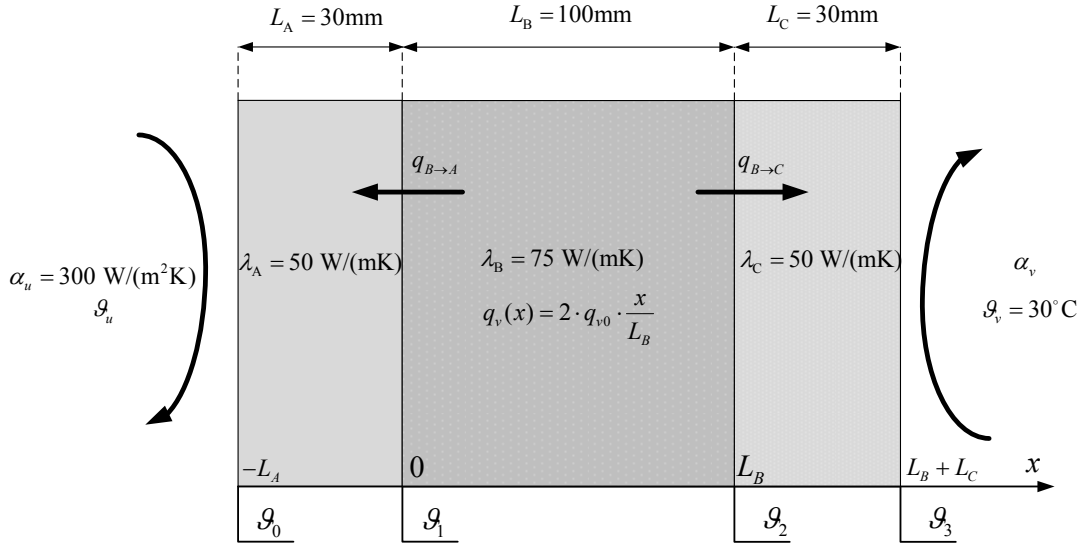 L_A = 30mm
L_B = 100mm
L_C = 30mm
q_{B→A}
q_{B→C}
λ_A = 50 W/(mK)
λ_B = 75 W/(mK)
λ_C = 50 W/(mK)
α_u = 300 W/(m²K)
ϑ_u
q_v(x) = 2 · q_{v0} · x/L_B
α_v
ϑ_v = 30°C
−L_A
0
L_B
L_B + L_C
x
ϑ_0
ϑ_1
ϑ_2
ϑ_3